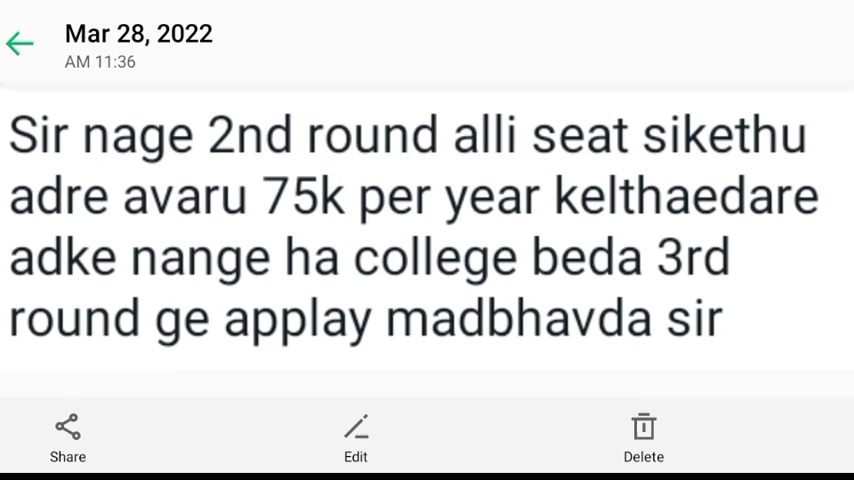 Mar 28, 2022
AM 11:36
Sir nage 2nd round alli seat sikethu
adre avaru 75k per year kelthaedare
adke nange ha college beda 3rd
round ge applay madbhavda sir
Share Edit Delete